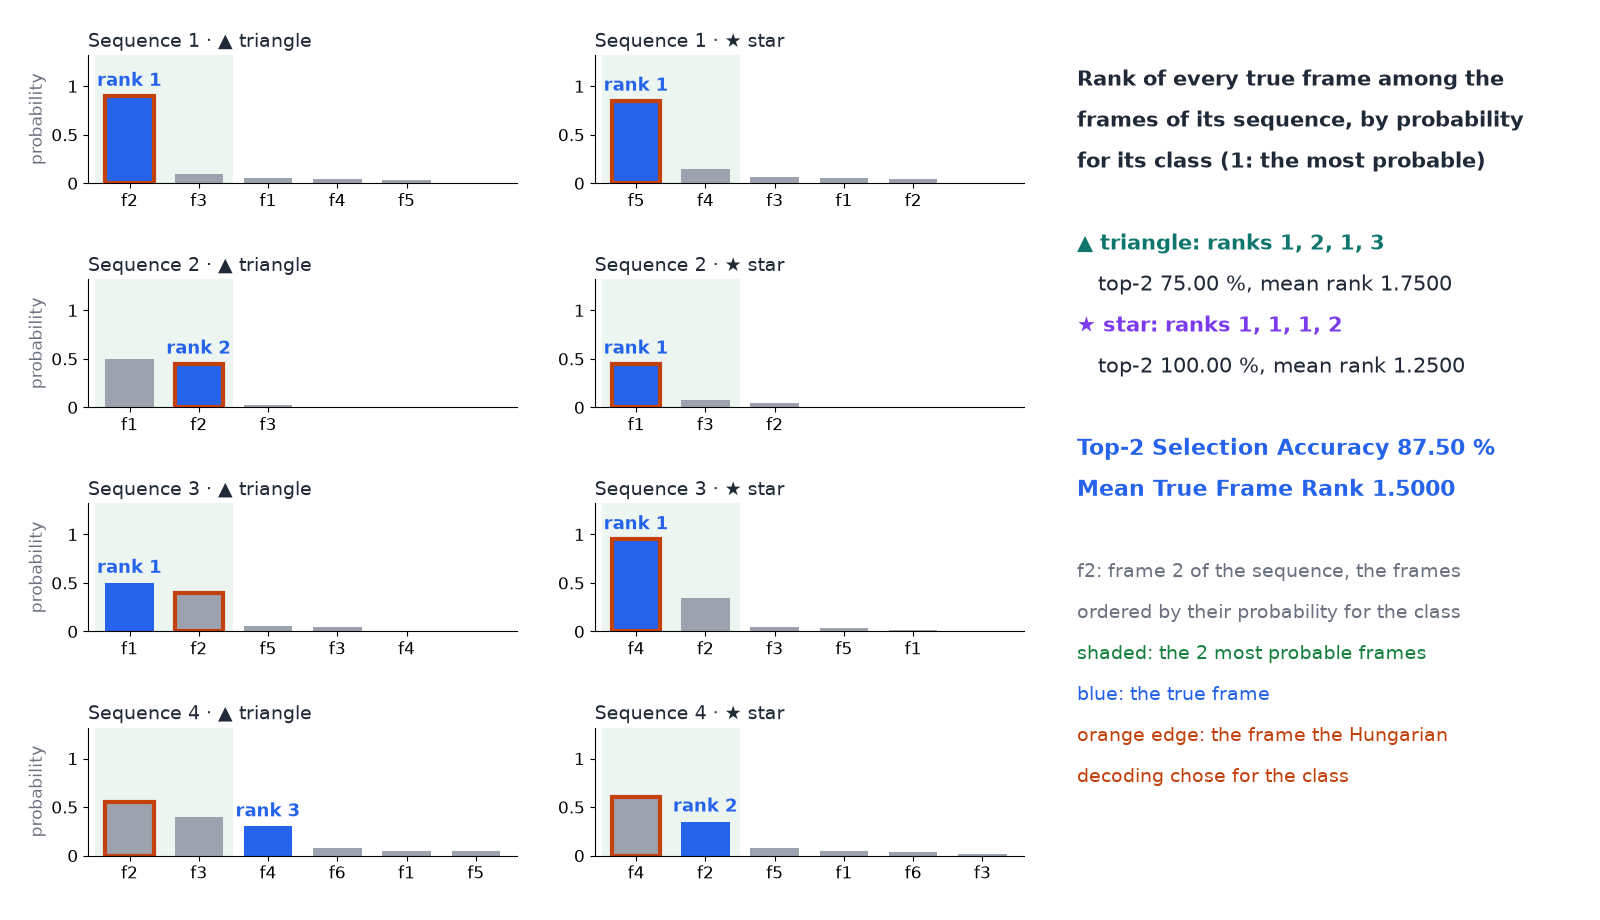 Sequence 1 · ▲ triangle
probability
1
0.5
0
rank 1
f2 f3 f1 f4 f5
Sequence 1 · ★ star
1
0.5
0
rank 1
f5 f4 f3 f1 f2
Sequence 2 · ▲ triangle
probability
1
0.5
0
rank 2
f1 f2 f3
Sequence 2 · ★ star
1
0.5
0
rank 1
f1 f3 f2
Sequence 3 · ▲ triangle
probability
1
0.5
0
rank 1
f1 f2 f5 f3 f4
Sequence 3 · ★ star
1
0.5
0
rank 1
f4 f2 f3 f5 f1
Sequence 4 · ▲ triangle
probability
1
0.5
0
rank 3
f2 f3 f4 f6 f1 f5
Sequence 4 · ★ star
1
0.5
0
rank 2
f4 f2 f5 f1 f6 f3
Rank of every true frame among the
frames of its sequence, by probability
for its class (1: the most probable)
▲ triangle: ranks 1, 2, 1, 3
top-2 75.00 %, mean rank 1.7500
★ star: ranks 1, 1, 1, 2
top-2 100.00 %, mean rank 1.2500
Top-2 Selection Accuracy 87.50 %
Mean True Frame Rank 1.5000
f2: frame 2 of the sequence, the frames
ordered by their probability for the class
shaded: the 2 most probable frames
blue: the true frame
orange edge: the frame the Hungarian
decoding chose for the class